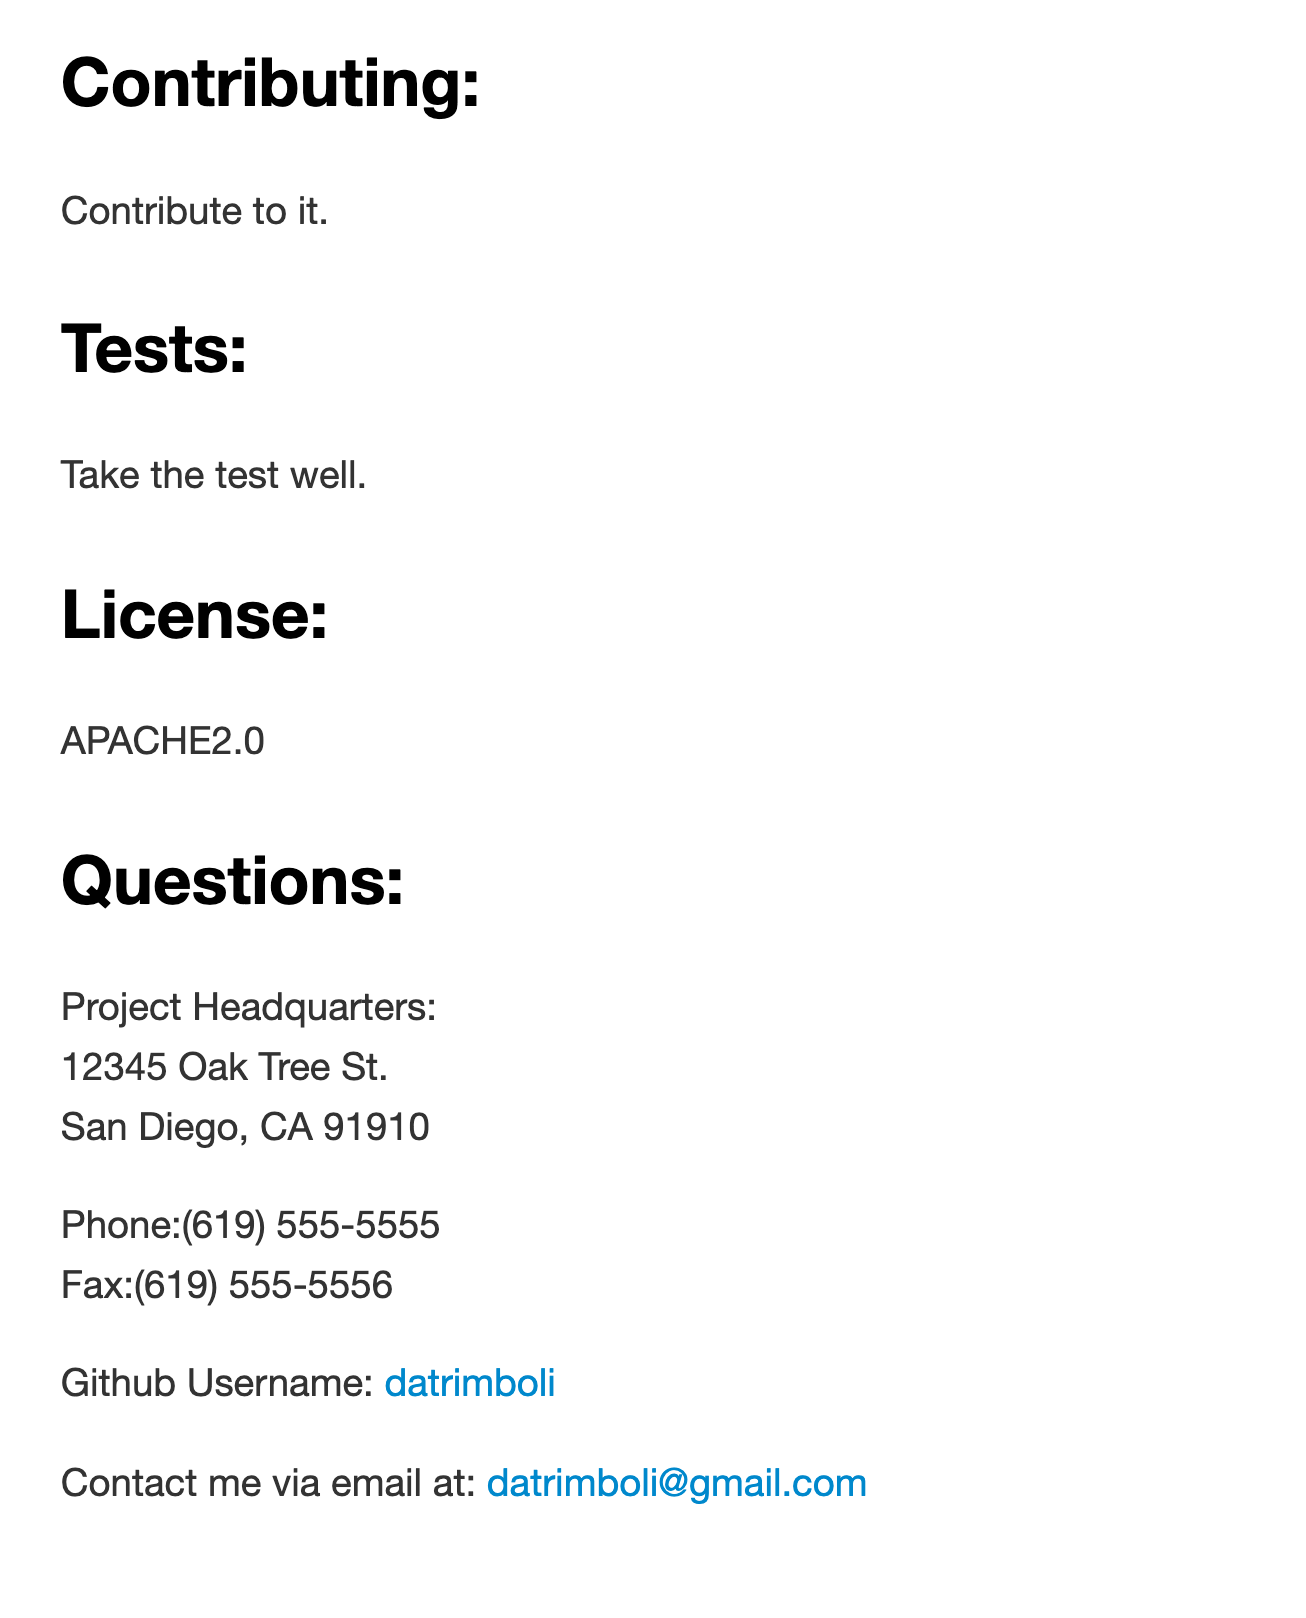 Contributing:
Contribute to it.
Tests:
Take the test well.
License:
APACHE2.0
Questions:
Project Headquarters:
12345 Oak Tree St.
San Diego, CA 91910
Phone:(619) 555-5555
Fax:(619) 555-5556
Github Username: datrimboli
Contact me via email at: datrimboli@gmail.com